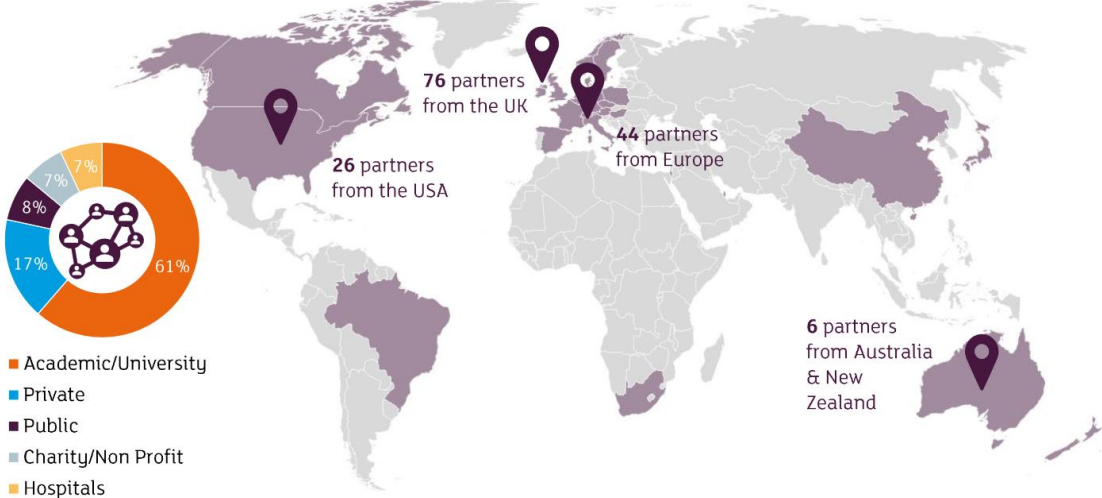 76 partners
from the UK
44 partners
from Europe
26 partners
from the USA
7%
7%
8%
17%
61%
6 partners
from Australia
& New
Zealand
Academic/University
Private
Public
Charity/Non Profit
Hospitals